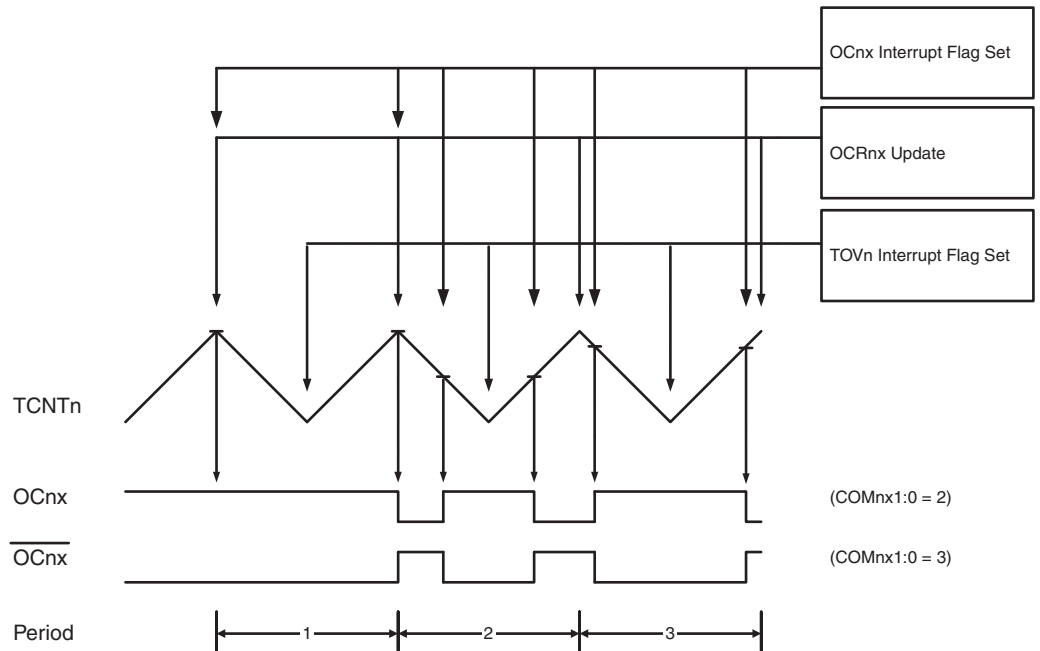 OCnx Interrupt Flag Set
OCRnx Update
TOVn Interrupt Flag Set
TCNTn
OCnx
(COMnx1:0 = 2)
OCnx
(COMnx1:0 = 3)
Period
1
2
3